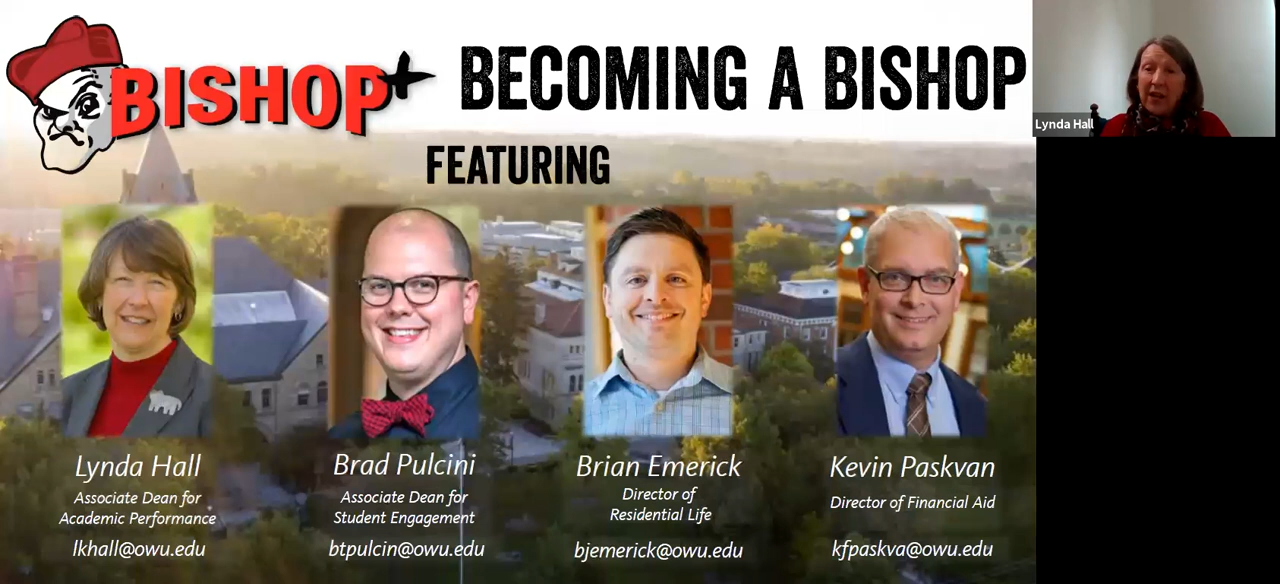 BISHOP+
BECOMING A BISHOP
Lynda Hall
FEATURING
Lynda Hall
Associate Dean for
Academic Performance
lkhall@owu.edu
Brad Pulcini
Associate Dean for
Student Engagement
btpulcin@owu.edu
Brian Emerick
Director of
Residential Life
bjemerick@owu.edu
Kevin Paskvan
Director of Financial Aid
kfpaskva@owu.edu